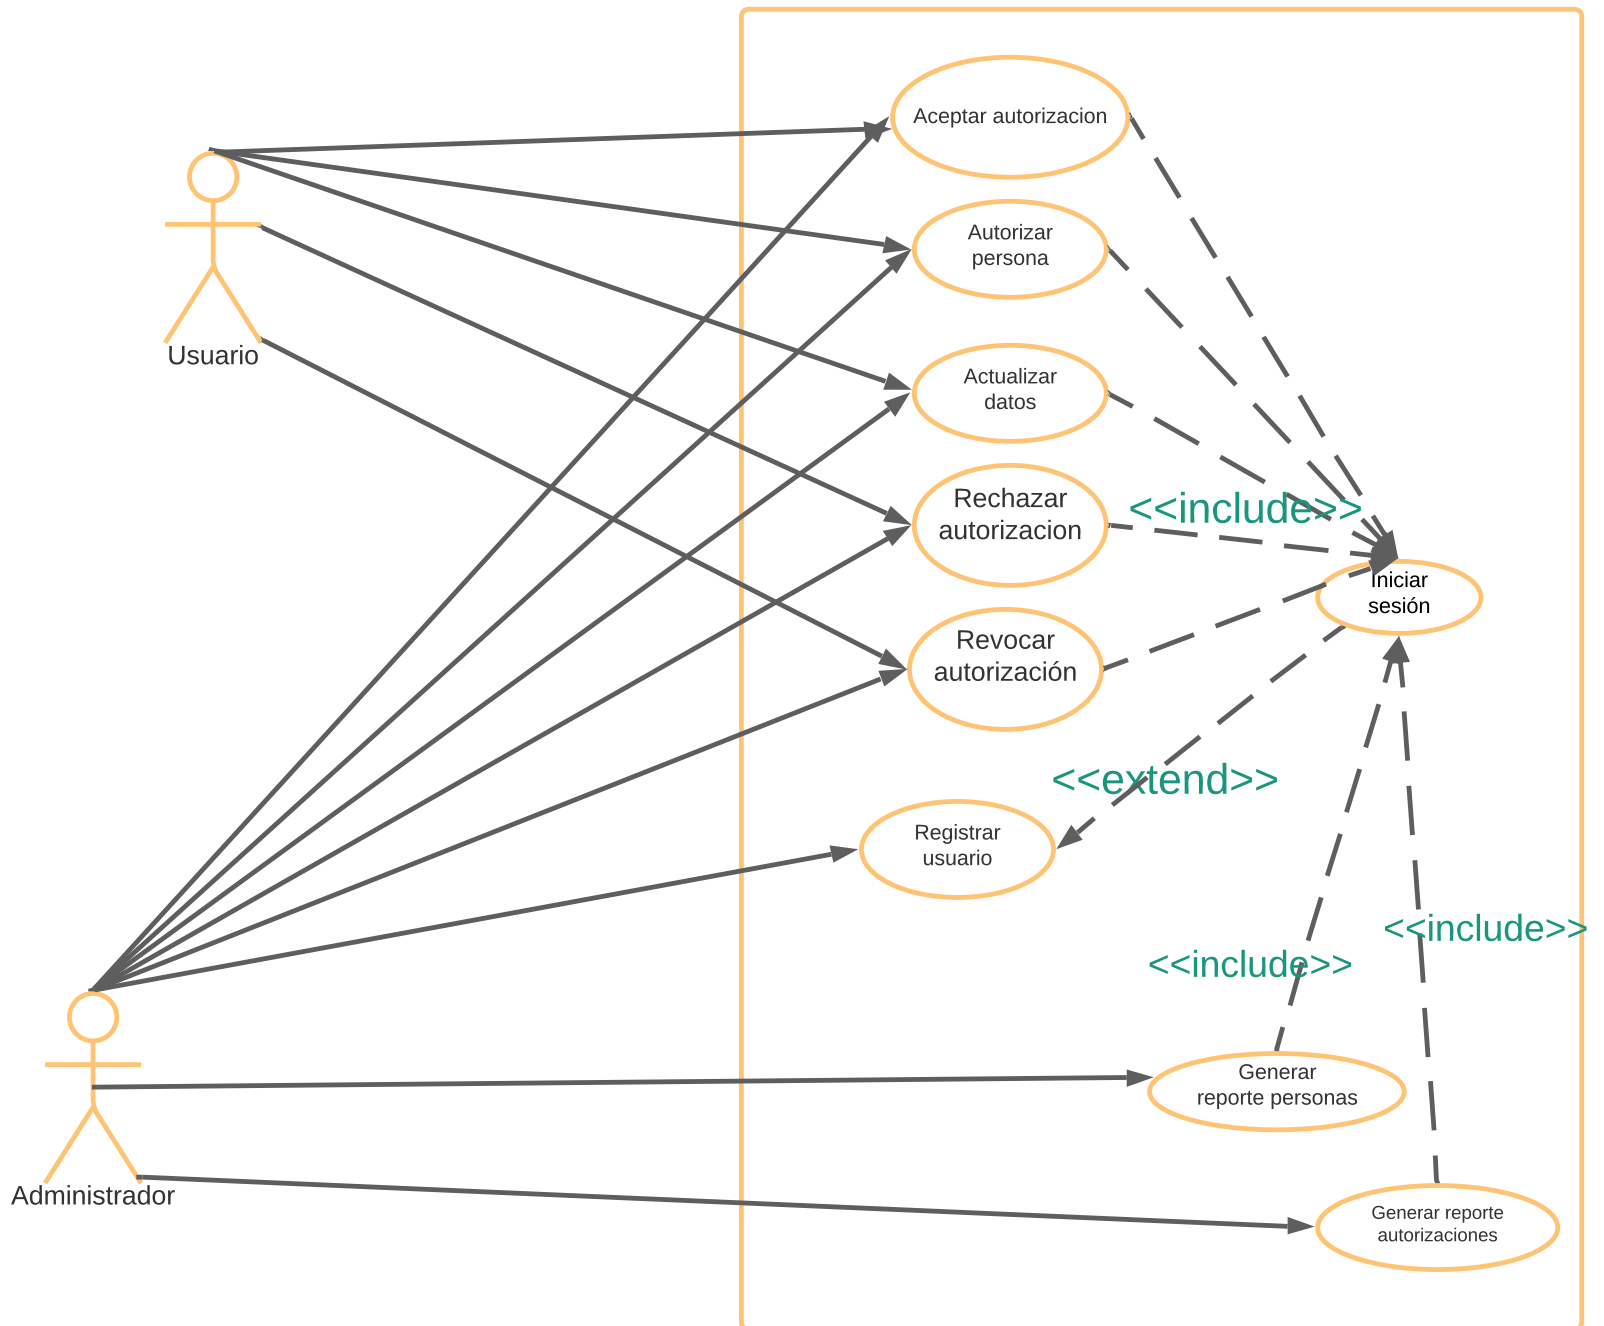 Aceptar autorizacion
Autorizar
persona
Usuario
Actualizar
datos
Rechazar
autorizacion
<<include>>
Iniciar
sesión
Revocar
autorización
<<extend>>
Registrar
usuario
<<include>>
<<include>>
Generar
reporte personas
Administrador
Generar reporte
autorizaciones